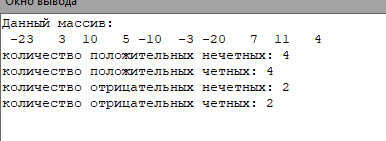 Окно вывода
Данный массив:
-23 3 10 5 -10 -3 -20 7 11 4
количество положительных нечетных: 4
количество положительных четных: 4
количество отрицательных нечетных: 2
количество отрицательных четных: 2